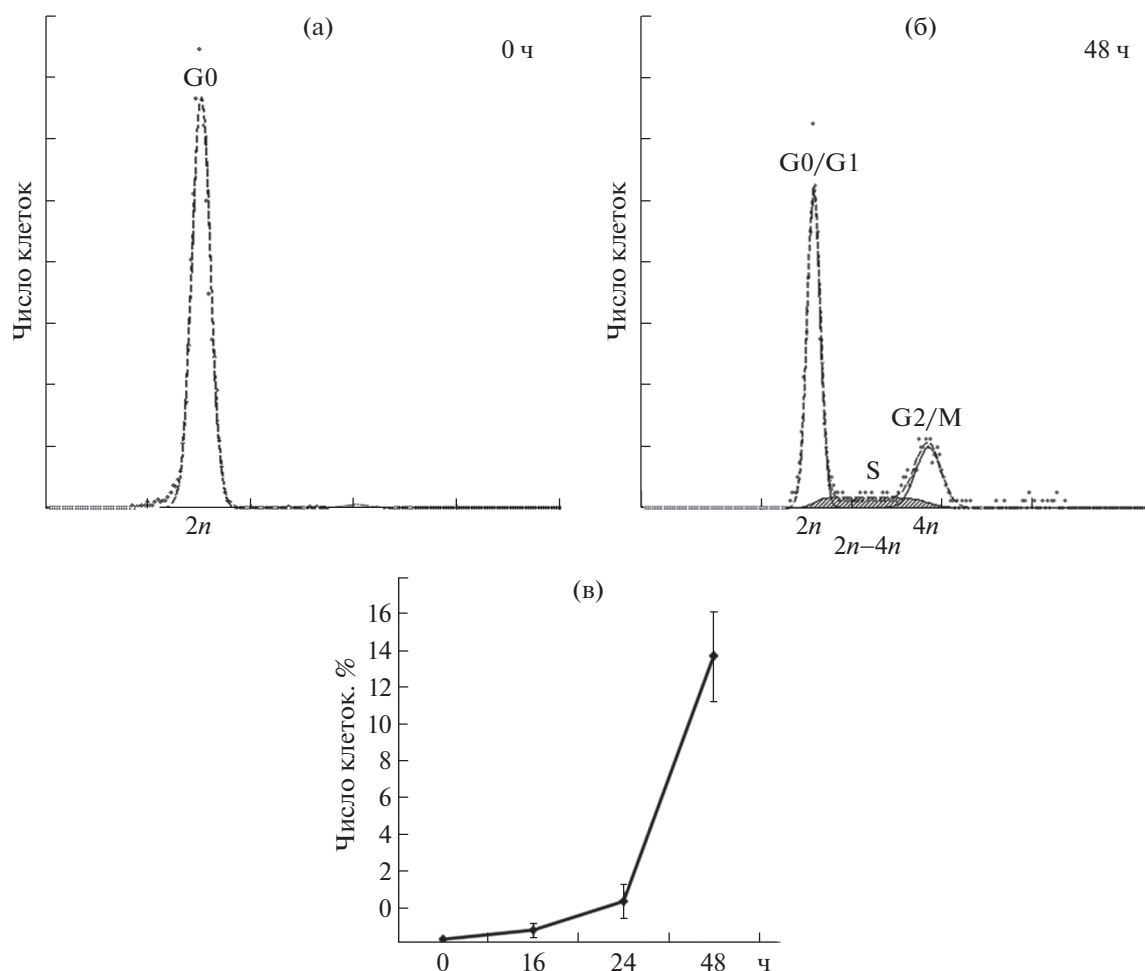 (а)
0 ч
G0
Число клеток
2n
(б)
48 ч
G0/G1
G2/M
S
Число клеток
2n
4n
2n–4n
(в)
Число клеток. %
16
14
12
10
8
6
4
2
0
0 16 24 48 ч